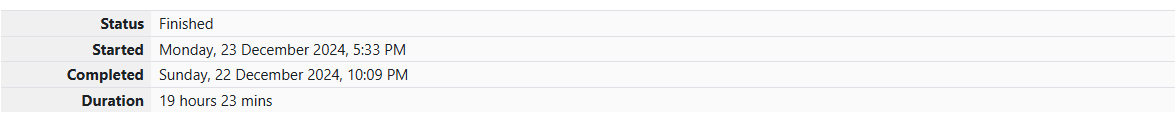 Status Finished
Started Monday, 23 December 2024, 5:33 PM
Completed Sunday, 22 December 2024, 10:09 PM
Duration 19 hours 23 mins